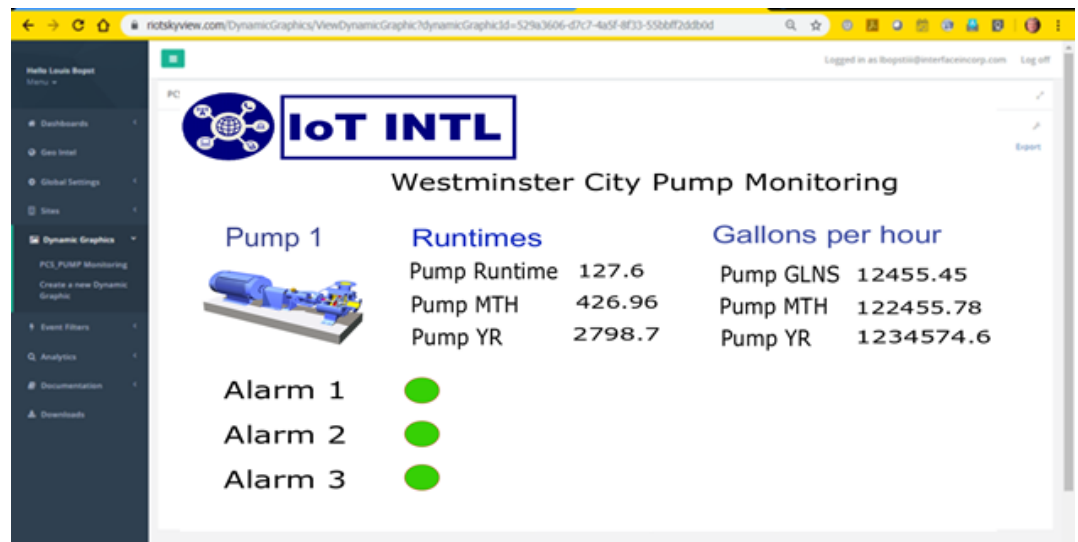 riotskyview.com/DynamicGraphics/ViewDynamicGraphic?dynamicGraphicId=529a3606-d7c7-4a5f-8f33-55bbff2ddb0d
Hello Louis Bopst
Menu
Logged in as lbopstiii@interfaceincorp.com Log off
Dashboards
Geo Intel
Global Settings
Sites
Dynamic Graphics
PCS_PUMP Monitoring
Create a new Dynamic
Graphic
Event Filters
Analytics
Documentation
Downloads
PC
Export
IoT INTL
Westminster City Pump Monitoring
Pump 1
Runtimes
Pump Runtime 127.6
Pump MTH 426.96
Pump YR 2798.7
Gallons per hour
Pump GLNS 12455.45
Pump MTH 122455.78
Pump YR 1234574.6
Alarm 1
Alarm 2
Alarm 3